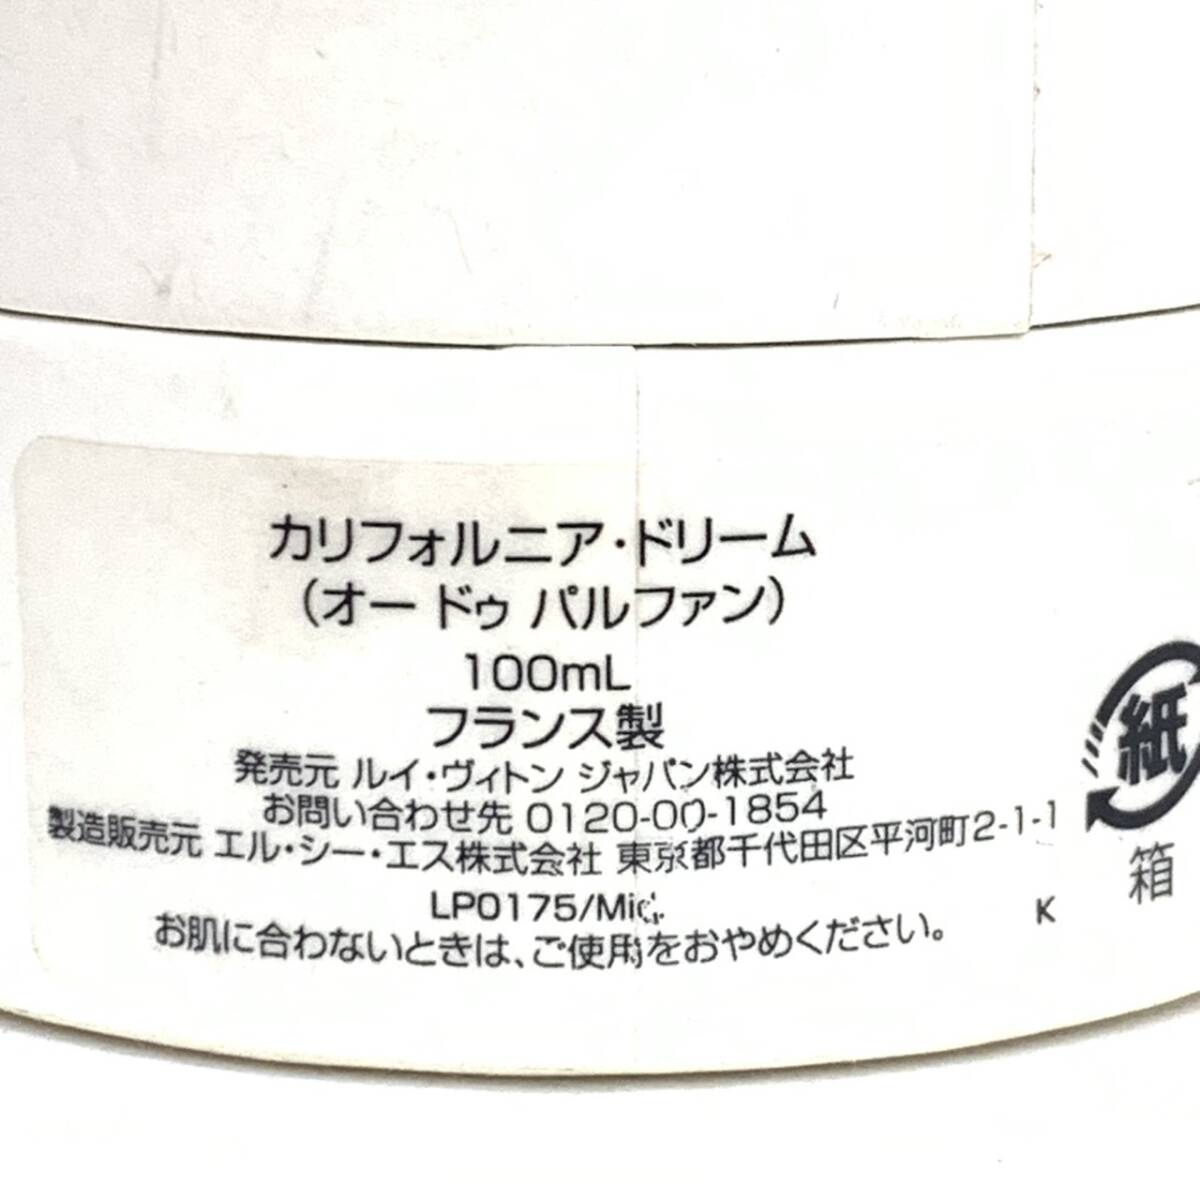 カリフォルニア・ドリーム
(オー ドゥ パルファン)
100mL
フランス製
発売元 ルイ・ヴィトン ジャパン株式会社
お問い合わせ先 0120-00-1854
製造販売元 エル・シー・エス株式会社 東京都千代田区平河町2-1-1
LP0175/
お肌に合わないときは、ご使用をおやめください。
K
紙
箱